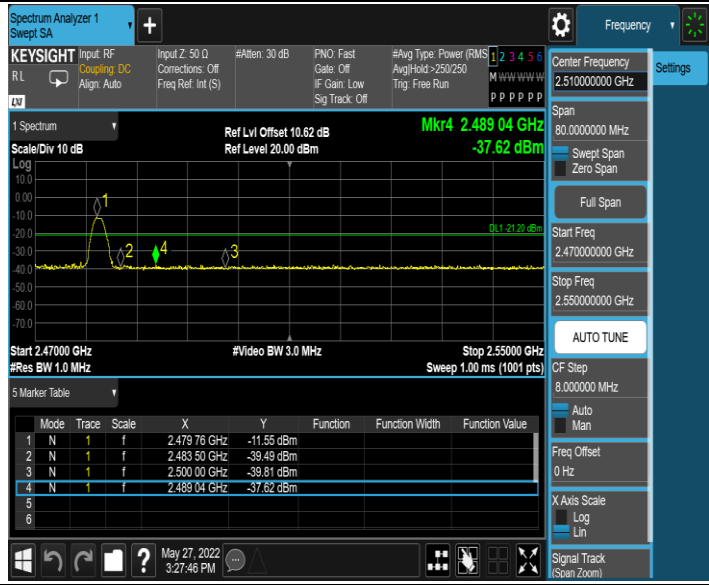 Spectrum Analyzer 1
Swept SA
+
Frequency
KEYSIGHT Input: RF Input Z: 50 Ω #Atten: 30 dB PNO: Fast #Avg Type: Power (RMS 1 2 3 4 5 6
RL Coupling: DC Corrections: Off Gate: Off Avg|Hold:>250/250 M W W W W W
Align: Auto Freq Ref: Int (S) IF Gain: Low Trig: Free Run
LXI Sig Track: Off P P P P P P
Center Frequency
2.510000000 GHz
Settings
Span
80.0000000 MHz
Swept Span
Zero Span
Full Span
Start Freq
2.470000000 GHz
Stop Freq
2.550000000 GHz
AUTO TUNE
CF Step
8.000000 MHz
Auto
Man
Freq Offset
0 Hz
X Axis Scale
Log
Lin
Signal Track
(Span Zoom)
1 Spectrum
Scale/Div 10 dB
Ref Lvl Offset 10.62 dB
Ref Level 20.00 dBm
Mkr4 2.489 04 GHz
-37.62 dBm
Log
10.0
0.00
-10.0
-20.0
-30.0
-40.0
-50.0
-60.0
-70.0
1
2
4
3
DL1 -21.20 dBm
Start 2.47000 GHz #Video BW 3.0 MHz Stop 2.55000 GHz
#Res BW 1.0 MHz Sweep 1.00 ms (1001 pts)
5 Marker Table
Mode Trace Scale X Y Function Function Width Function Value
1 N 1 f 2.479 76 GHz -11.55 dBm
2 N 1 f 2.483 50 GHz -39.49 dBm
3 N 1 f 2.500 00 GHz -39.81 dBm
4 N 1 f 2.489 04 GHz -37.62 dBm
5
6
?
May 27, 2022
3:27:46 PM